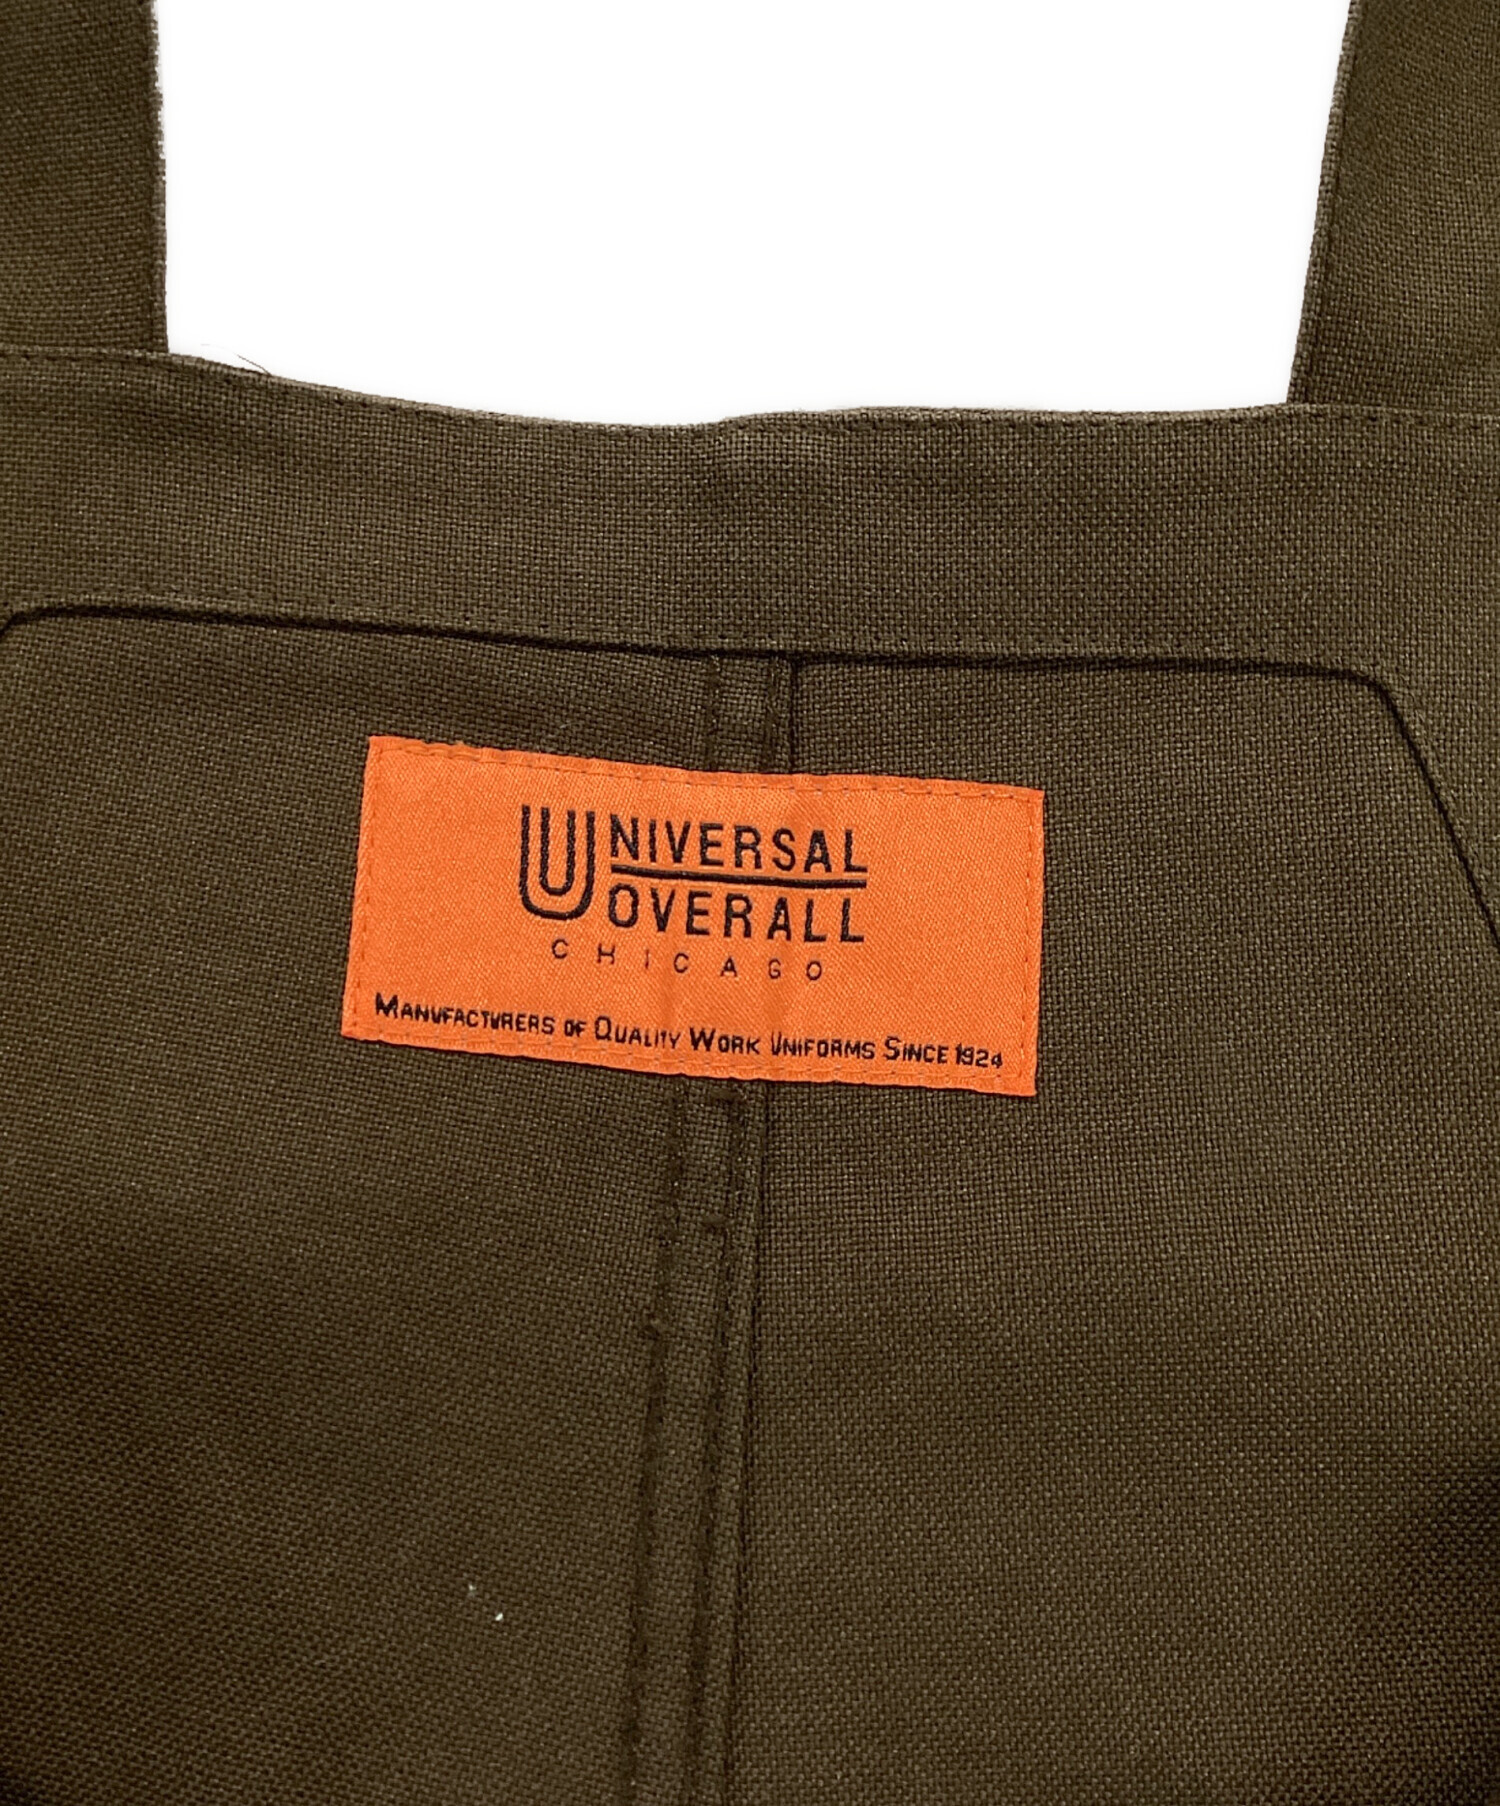 UNIVERSAL
OVERALL
CHICAGO
MANUFACTURERS OF QUALITY WORK UNIFORMS SINCE 1924